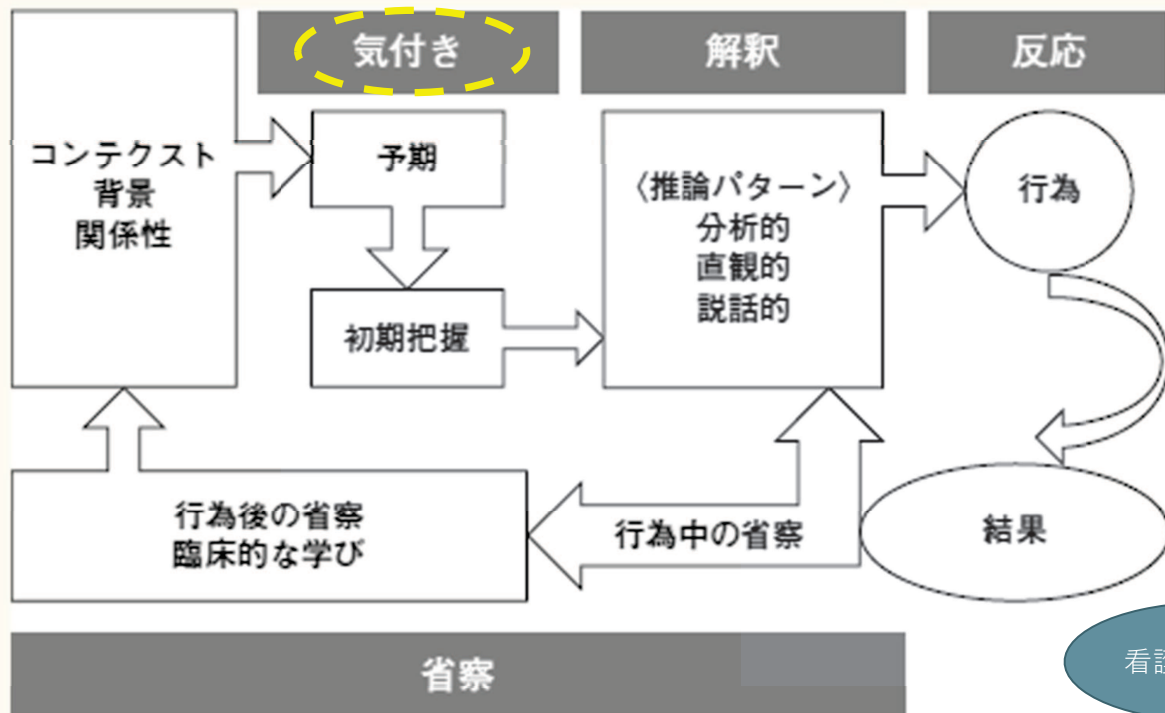 気付き
解釈
反応
コンテクスト
背景
関係性
予期
初期把握
〈推論パターン〉
分析的
直観的
説話的
行為
行為後の省察
臨床的な学び
行為中の省察
結果
省察